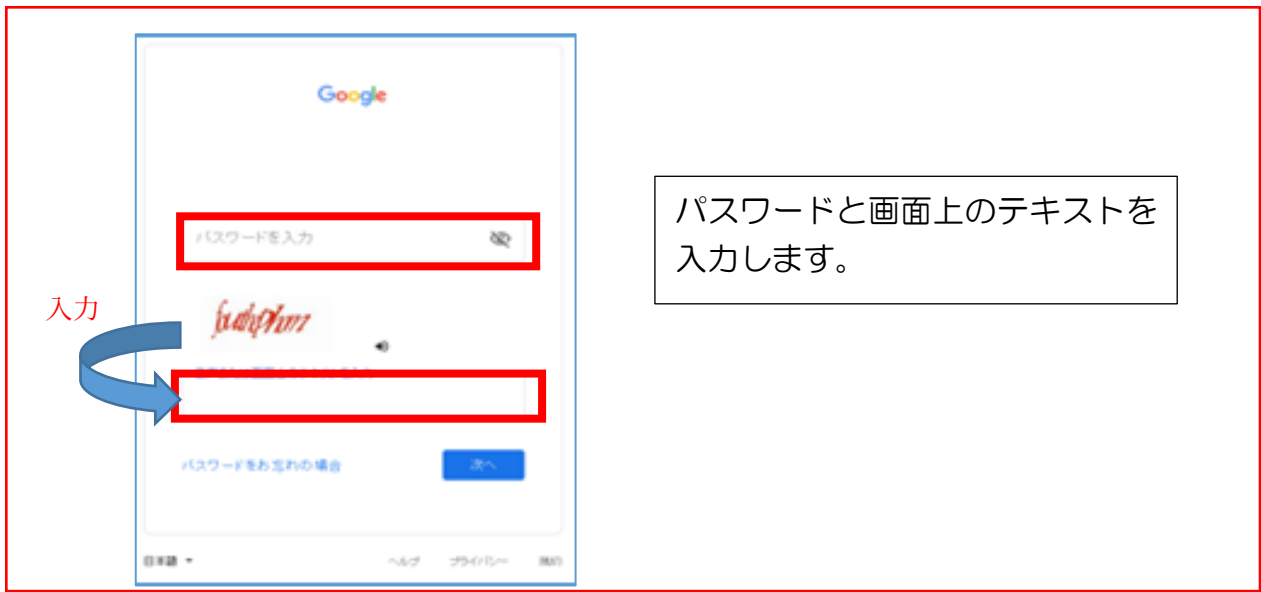 Google
パスワードを入力
パスワードと画面上のテキストを
入力します。
入力
パスワードをお忘れの場合
次へ
日本語
ヘルプ
プライバシー
規約